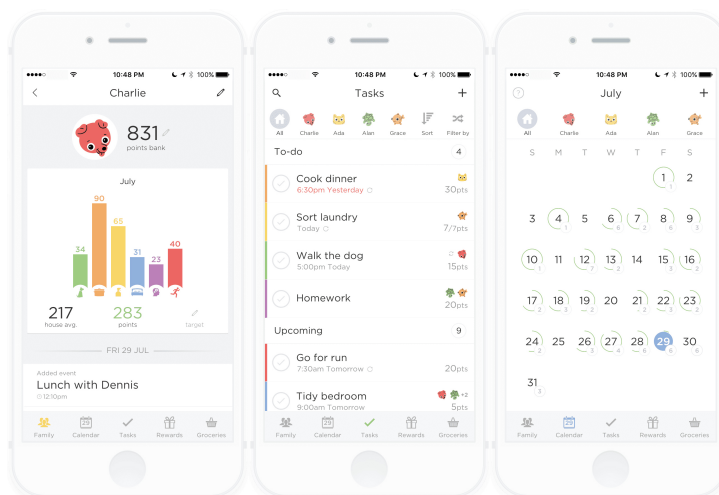 10:48 PM
100%
Charlie
831
points bank
July
90
65
40
34
31
23
217
house avg.
283
points
target
FRI 29 JUL
Added event
Lunch with Dennis
12:10pm
Family
29
Calendar
Tasks
Rewards
Groceries
10:48 PM
100%
Tasks
All
Charlie
Ada
Alan
Grace
Sort
Filter by
To-do
4
Cook dinner
6:30pm Yesterday
30pts
Sort laundry
Today
7/7pts
Walk the dog
5:00pm Today
15pts
Homework
20pts
Upcoming
9
Go for run
7:30am Tomorrow
20pts
Tidy bedroom
+2
9:00am Tomorrow
5pts
Family
29
Calendar
Tasks
Rewards
Groceries
10:48 PM
100%
?
July
All
Charlie
Ada
Alan
Grace
S M T W T F S
1 2
3 4 5 6 7 8 9
10 11 12 13 14 15 16
17 18 19 20 21 22 23
24 25 26 27 28 29 30
31
Family
29
Calendar
Tasks
Rewards
Groceries